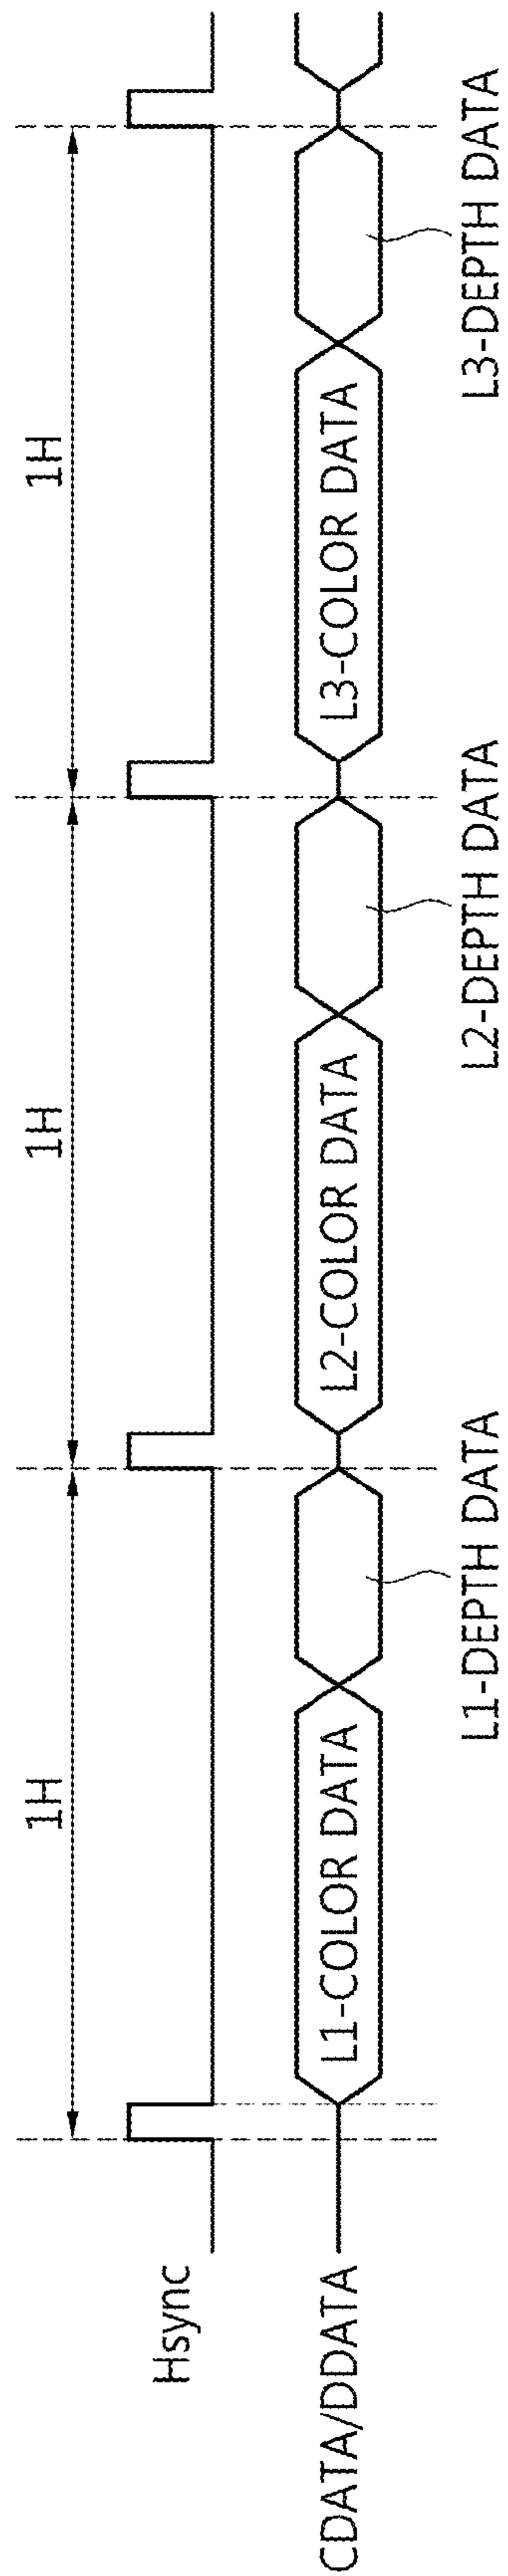 1H
1H
1H
Hsync
CDATA/DDATA
L1-COLOR DATA
L2-COLOR DATA
L3-COLOR DATA
L1-DEPTH DATA
L2-DEPTH DATA
L3-DEPTH DATA